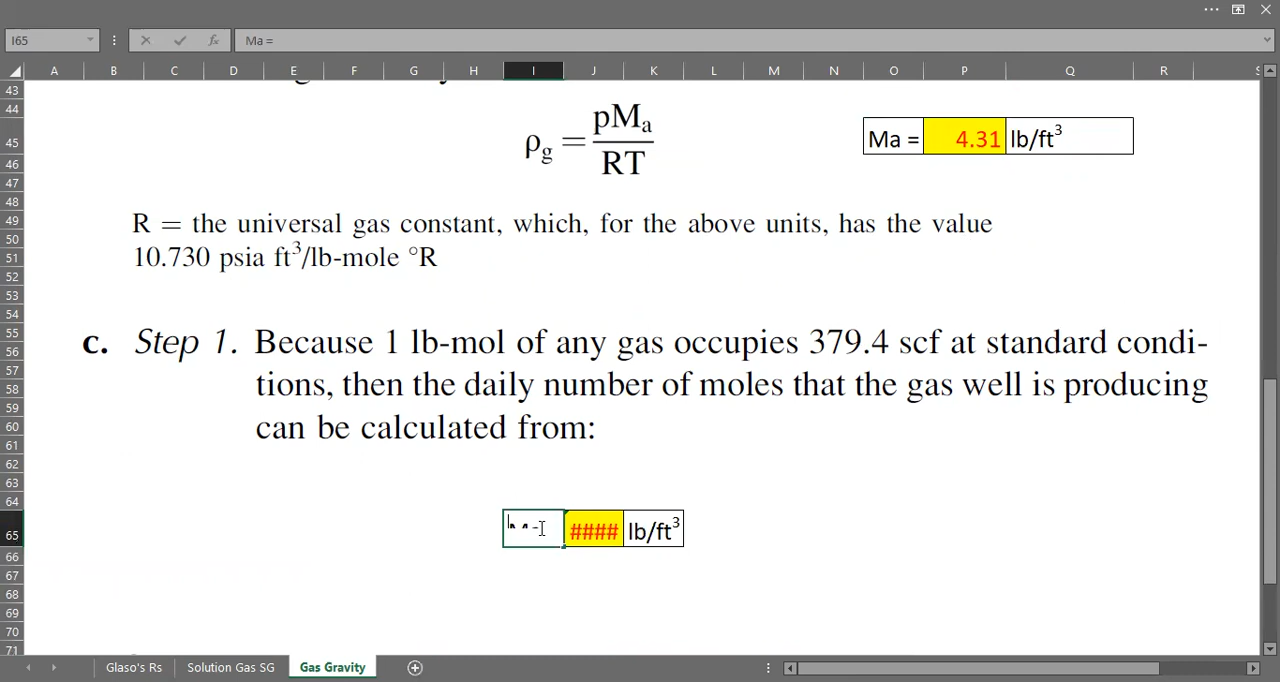 I65
fx
Ma =
A B C D E F G H I J K L M N O P Q R S
43
44
45
46
47
48
49
50
51
52
53
54
55
56
57
58
59
60
61
62
63
64
65
66
67
68
69
70
71
ρg = pMa
RT
Ma = 4.31 lb/ft3
R = the universal gas constant, which, for the above units, has the value
10.730 psia ft3/lb-mole °R
c. Step 1. Because 1 lb-mol of any gas occupies 379.4 scf at standard condi-
tions, then the daily number of moles that the gas well is producing
can be calculated from:
#### lb/ft3
Glaso's Rs Solution Gas SG Gas Gravity